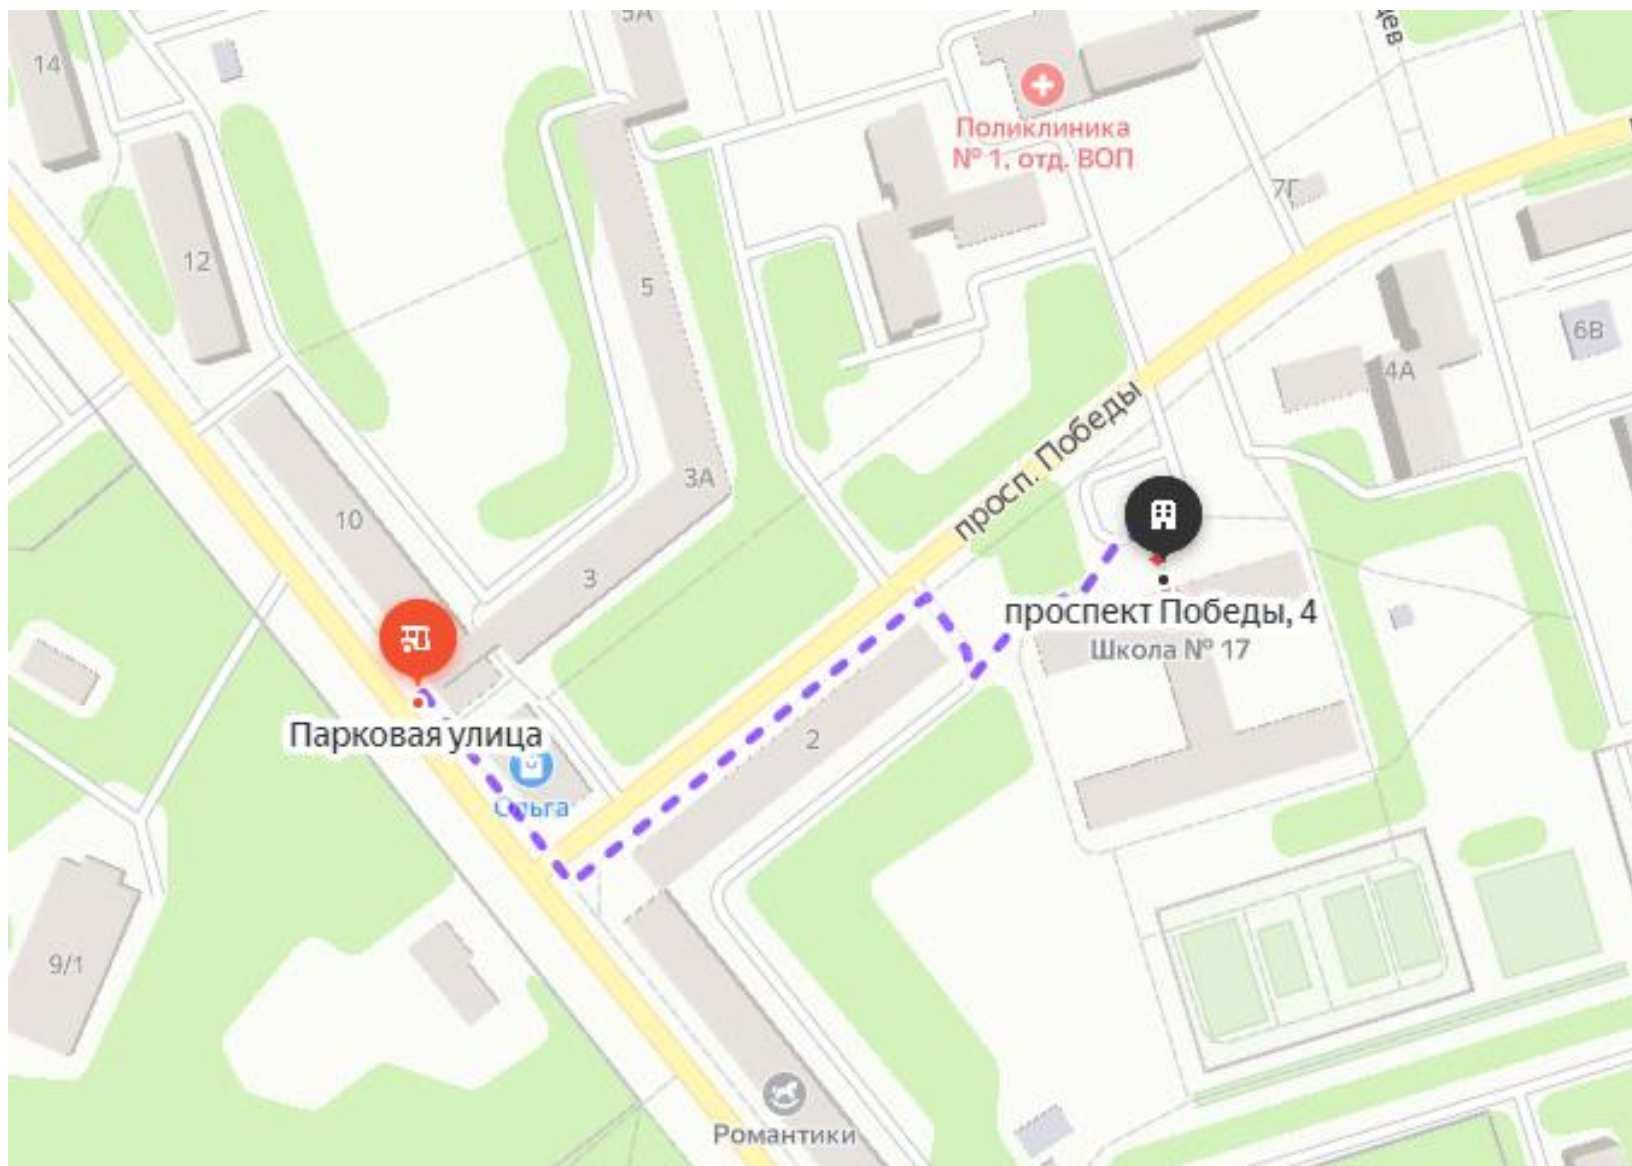 5А
14
Поликлиника
№ 1, отд. ВОП
7Г
12
5
6В
4А
просп. Победы
3А
10
3
проспект Победы, 4
Школа № 17
Парковая улица
2
Ольга
9/1
Романтики